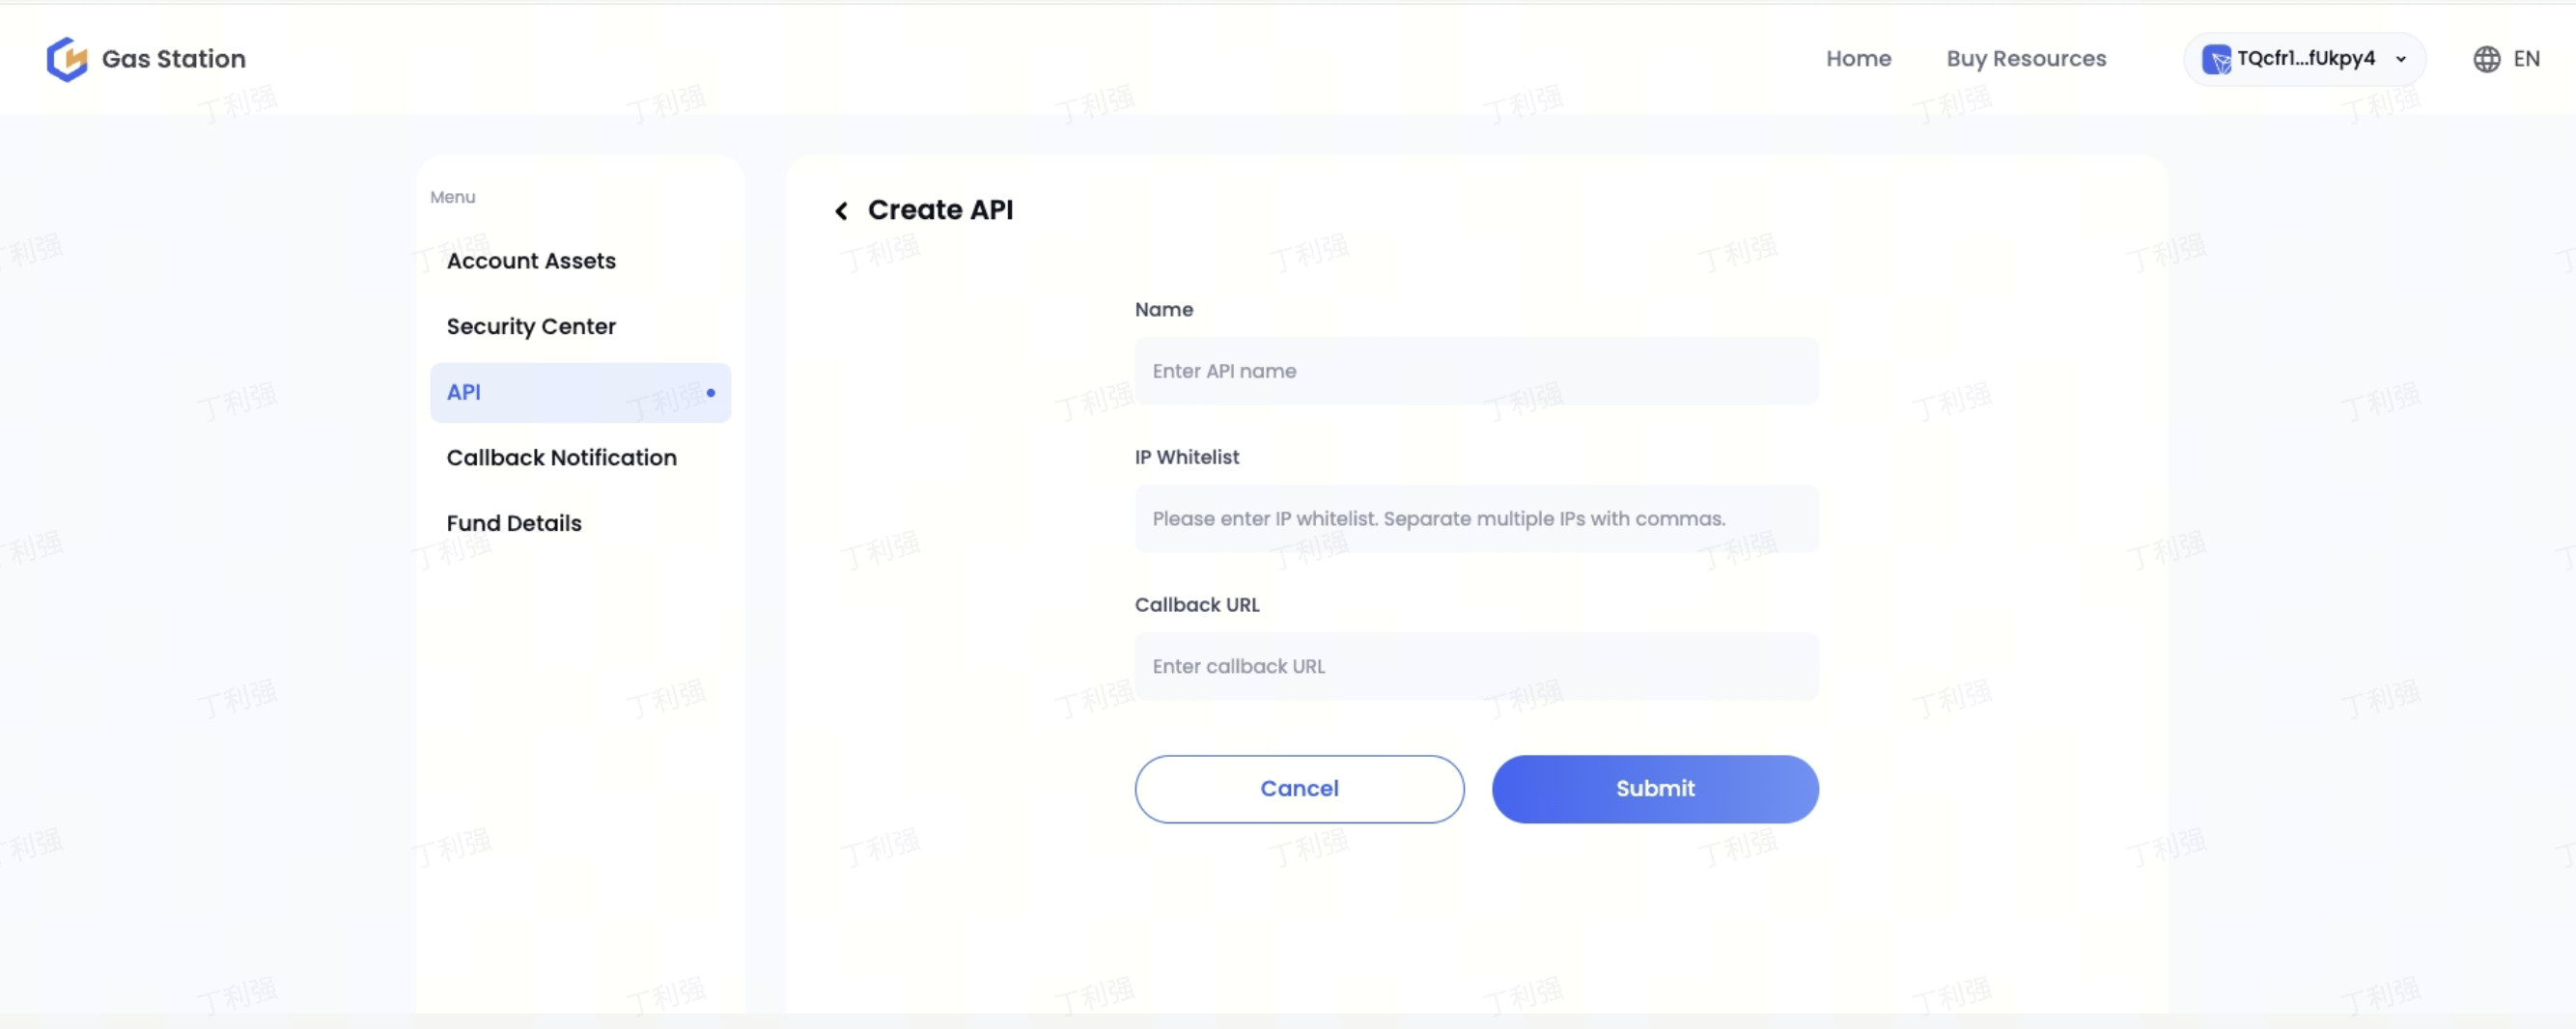 Gas Station
Home
Buy Resources
TQcfr1...fUkpy4
EN
Menu
Account Assets
Security Center
API
Callback Notification
Fund Details
Create API
Name
Enter API name
IP Whitelist
Please enter IP whitelist. Separate multiple IPs with commas.
Callback URL
Enter callback URL
Cancel
Submit
丁利强